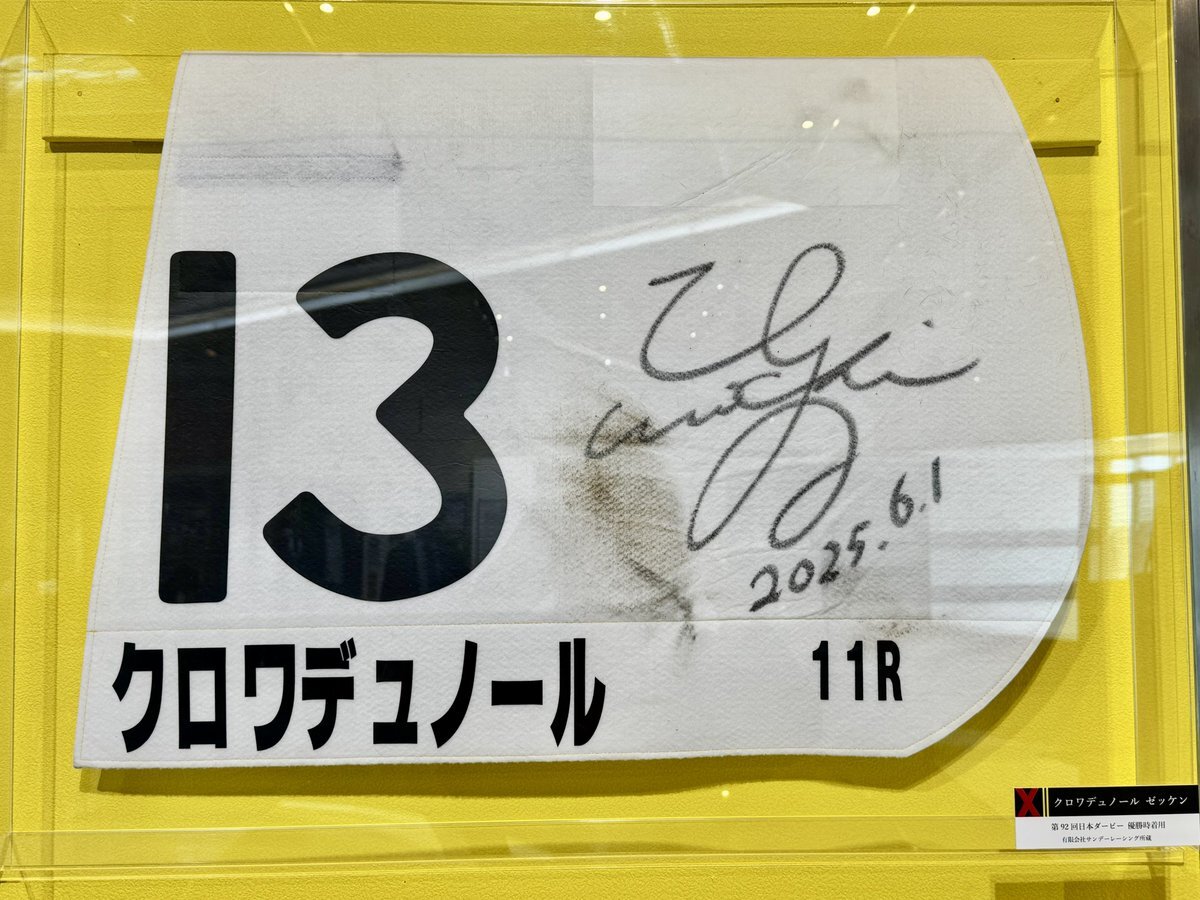 13
2025.6.1
クロワデュノール 11R
クロワデュノール ゼッケン
第92回日本ダービー 優勝時着用
有限会社サンデーレーシング所蔵